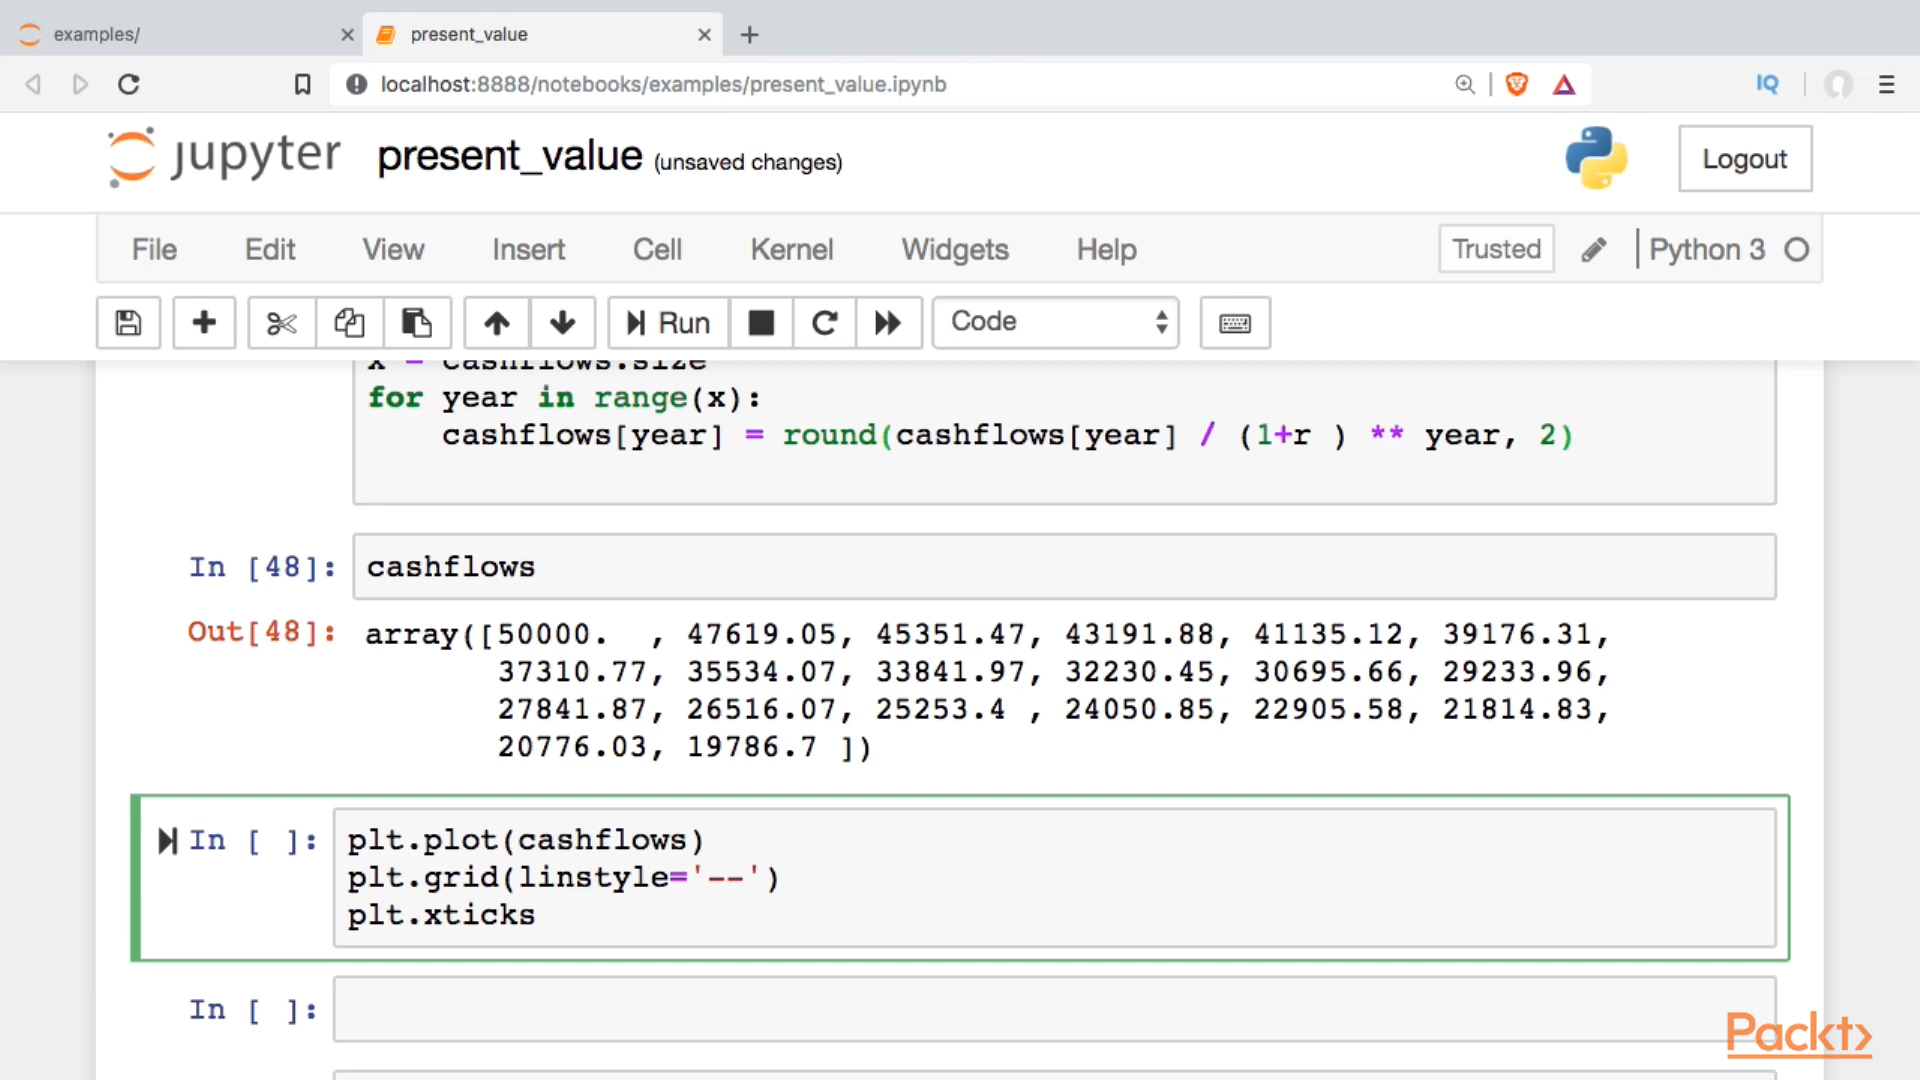 examples/
present_value
localhost:8888/notebooks/examples/present_value.ipynb
IQ
jupyter present_value (unsaved changes)
Logout
File Edit View Insert Cell Kernel Widgets Help Trusted Python 3
Run Code
x = cashflows.size
for year in range(x):
cashflows[year] = round(cashflows[year] / (1+r ) ** year, 2)
In [48]: cashflows
Out[48]: array([50000. , 47619.05, 45351.47, 43191.88, 41135.12, 39176.31,
37310.77, 35534.07, 33841.97, 32230.45, 30695.66, 29233.96,
27841.87, 26516.07, 25253.4 , 24050.85, 22905.58, 21814.83,
20776.03, 19786.7 ])
In [ ]: plt.plot(cashflows)
plt.grid(linstyle='--')
plt.xticks
In [ ]:
Packt>